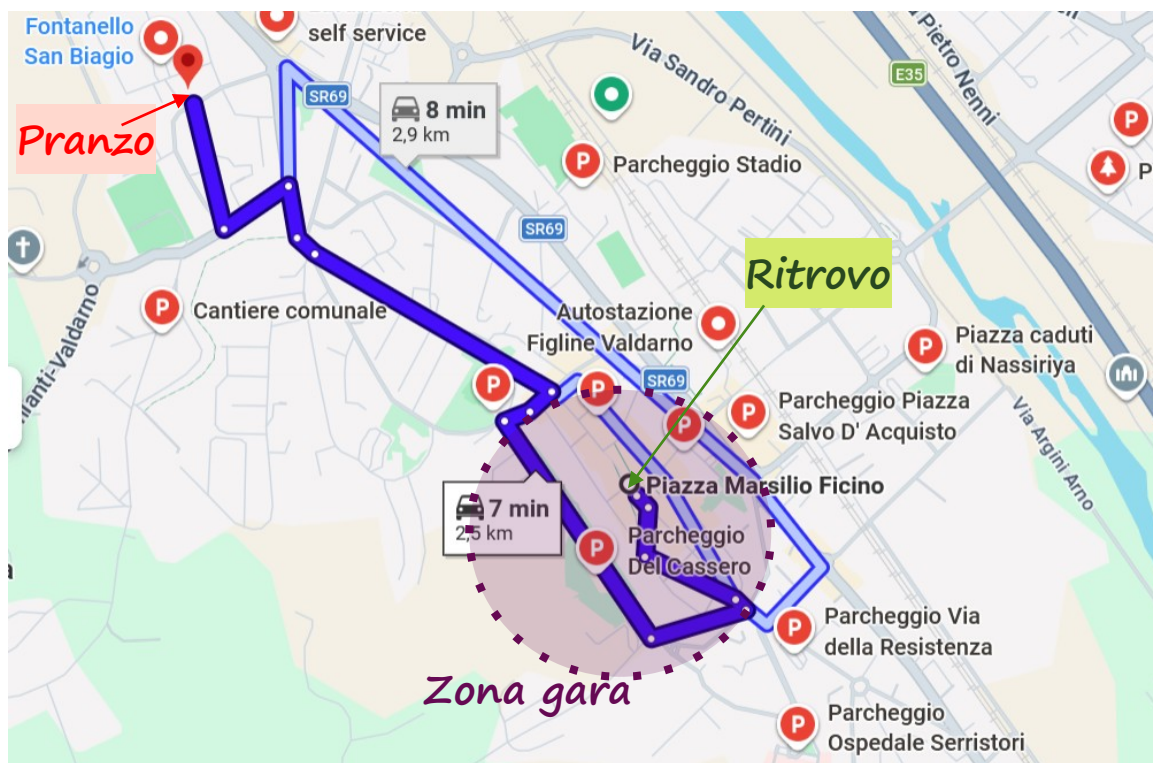 Fontanello
San Biagio
self service
Pranzo
SR69
8 min
2,9 km
Via Sandro Pertini
Pietro Nenni
E35
P
Parcheggio Stadio
P
P
SR69
Ritrovo
P
Cantiere comunale
Autostazione
Figline Valdarno
P
Piazza caduti
di Nassiriya
ianti-Valdarno
P
P
SR69
P
P
Parcheggio Piazza
Salvo D' Acquisto
Via Argini Arno
Piazza Marsilio Ficino
7 min
2,5 km
P
Parcheggio
Del Cassero
P
Parcheggio Via
della Resistenza
Zona gara
P
Parcheggio
Ospedale Serristori